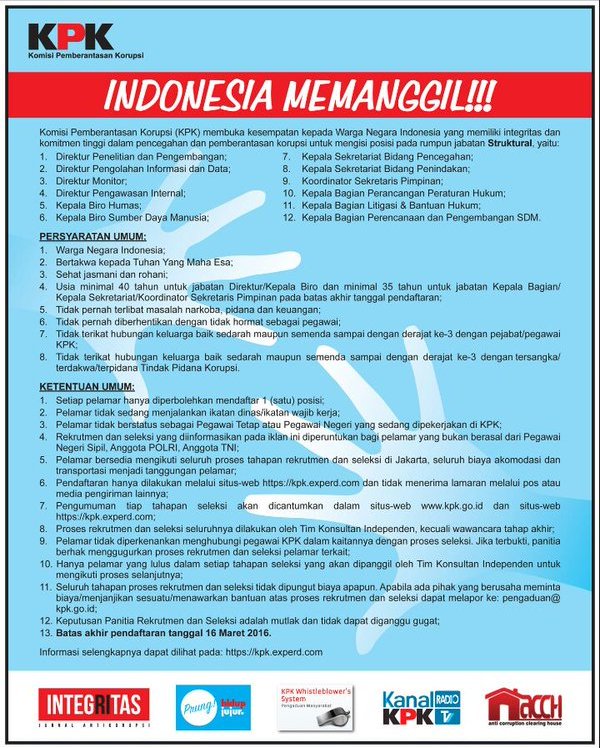 KPK
Komisi Pemberantasan Korupsi
INDONESIA MEMANGGIL!!!
Komisi Pemberantasan Korupsi (KPK) membuka kesempatan kepada Warga Negara Indonesia yang memiliki integritas dan
komitmen tinggi dalam pencegahan dan pemberantasan korupsi untuk mengisi posisi pada rumpun jabatan Struktural, yaitu:
1. Direktur Penelitian dan Pengembangan;
2. Direktur Pengolahan Informasi dan Data;
3. Direktur Monitor;
4. Direktur Pengawasan Internal;
5. Kepala Biro Humas;
6. Kepala Biro Sumber Daya Manusia;
7. Kepala Sekretariat Bidang Pencegahan;
8. Kepala Sekretariat Bidang Penindakan;
9. Koordinator Sekretaris Pimpinan;
10. Kepala Bagian Perancangan Peraturan Hukum;
11. Kepala Bagian Litigasi & Bantuan Hukum;
12. Kepala Bagian Perencanaan dan Pengembangan SDM.
PERSYARATAN UMUM:
1. Warga Negara Indonesia;
2. Bertakwa kepada Tuhan Yang Maha Esa;
3. Sehat jasmani dan rohani;
4. Usia minimal 40 tahun untuk jabatan Direktur/Kepala Biro dan minimal 35 tahun untuk jabatan Kepala Bagian/
Kepala Sekretariat/Koordinator Sekretaris Pimpinan pada batas akhir tanggal pendaftaran;
5. Tidak pernah terlibat masalah narkoba, pidana dan keuangan;
6. Tidak pernah diberhentikan dengan tidak hormat sebagai pegawai;
7. Tidak terikat hubungan keluarga baik sedarah maupun semenda sampai dengan derajat ke-3 dengan pejabat/pegawai
KPK;
8. Tidak terikat hubungan keluarga baik sedarah maupun semenda sampai dengan derajat ke-3 dengan tersangka/
terdakwa/terpidana Tindak Pidana Korupsi.
KETENTUAN UMUM:
1. Setiap pelamar hanya diperbolehkan mendaftar 1 (satu) posisi;
2. Pelamar tidak sedang menjalankan ikatan dinas/ikatan wajib kerja;
3. Pelamar tidak berstatus sebagai Pegawai Tetap atau Pegawai Negeri yang sedang dipekerjakan di KPK;
4. Rekrutmen dan seleksi yang diinformasikan pada iklan ini diperuntukan bagi pelamar yang bukan berasal dari Pegawai
Negeri Sipil, Anggota POLRI, Anggota TNI;
5. Pelamar bersedia mengikuti seluruh proses tahapan rekrutmen dan seleksi di Jakarta, seluruh biaya akomodasi dan
transportasi menjadi tanggungan pelamar;
6. Pendaftaran hanya dilakukan melalui situs-web https://kpk.experd.com dan tidak menerima lamaran melalui pos atau
media pengiriman lainnya;
7. Pengumuman tiap tahapan seleksi akan dicantumkan dalam situs-web www.kpk.go.id dan situs-web
https://kpk.experd.com;
8. Proses rekrutmen dan seleksi seluruhnya dilakukan oleh Tim Konsultan Independen, kecuali wawancara tahap akhir;
9. Pelamar tidak diperkenankan menghubungi pegawai KPK dalam kaitannya dengan proses seleksi. Jika terbukti, panitia
berhak menggugurkan proses rekrutmen dan seleksi pelamar terkait;
10. Hanya pelamar yang lulus dalam setiap tahapan seleksi yang akan dipanggil oleh Tim Konsultan Independen untuk
mengikuti proses selanjutnya;
11. Seluruh tahapan proses rekrutmen dan seleksi tidak dipungut biaya apapun. Apabila ada pihak yang berusaha meminta
biaya/menjanjikan sesuatu/menawarkan bantuan atas proses rekrutmen dan seleksi dapat melapor ke: pengaduan@
kpk.go.id;
12. Keputusan Panitia Rekrutmen dan Seleksi adalah mutlak dan tidak dapat diganggu gugat;
13. Batas akhir pendaftaran tanggal 16 Maret 2016.
Informasi selengkapnya dapat dilihat pada: https://kpk.experd.com
INTEGRITAS
JURNAL ANTIKORUPSI
Prung! hidup jujur.
KPK Whistleblower's
System
Pengaduan Masyarakat
Kanal RADIO
KPK TV
acch
anti corruption clearing house